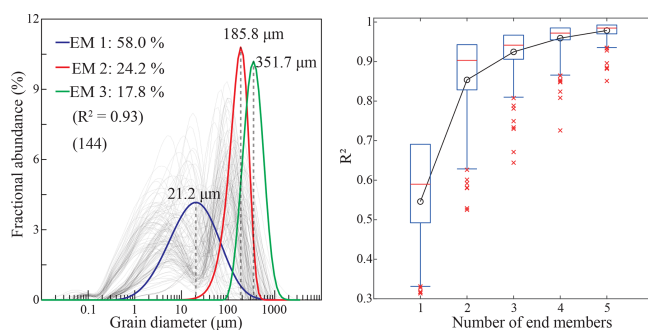 12
9
6
3
0
Fractional abundance (%)
EM 1: 58.0 %
EM 2: 24.2 %
EM 3: 17.8 %
(R² = 0.93)
(144)
185.8 μm
351.7 μm
21.2 μm
0.1 1 10 100 1000
Grain diameter (μm)
1
0.9
0.8
0.7
0.6
0.5
0.4
0.3
R²
1 2 3 4 5
Number of end members